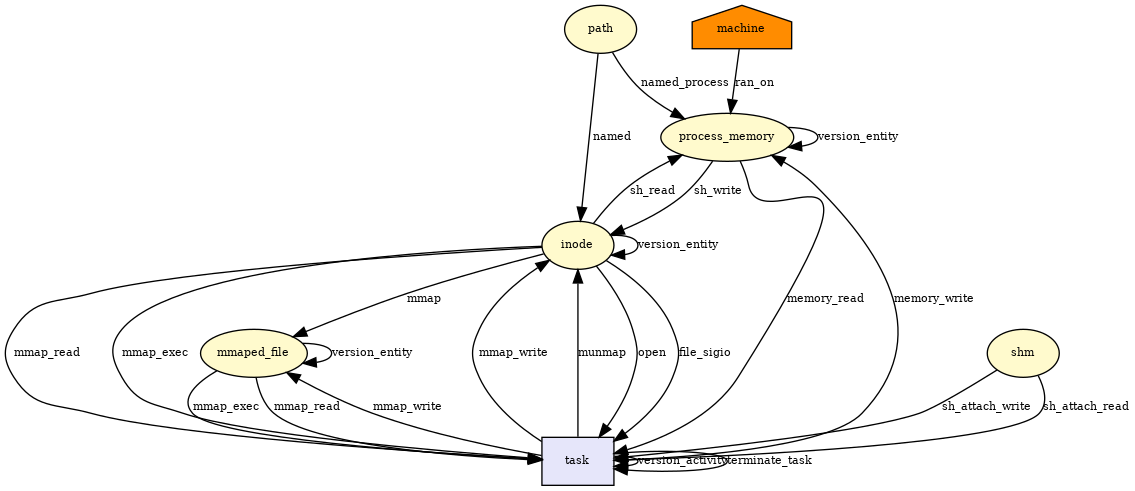 path
machine
named_process
ran_on
named
process_memory
version_entity
sh_read
sh_write
inode
version_entity
mmap
memory_read
memory_write
mmap_read
mmap_exec
mmaped_file
version_entity
mmap_write
munmap
open
file_sigio
shm
mmap_exec
mmap_read
mmap_write
sh_attach_write
sh_attach_read
task
version_activity
terminate_task